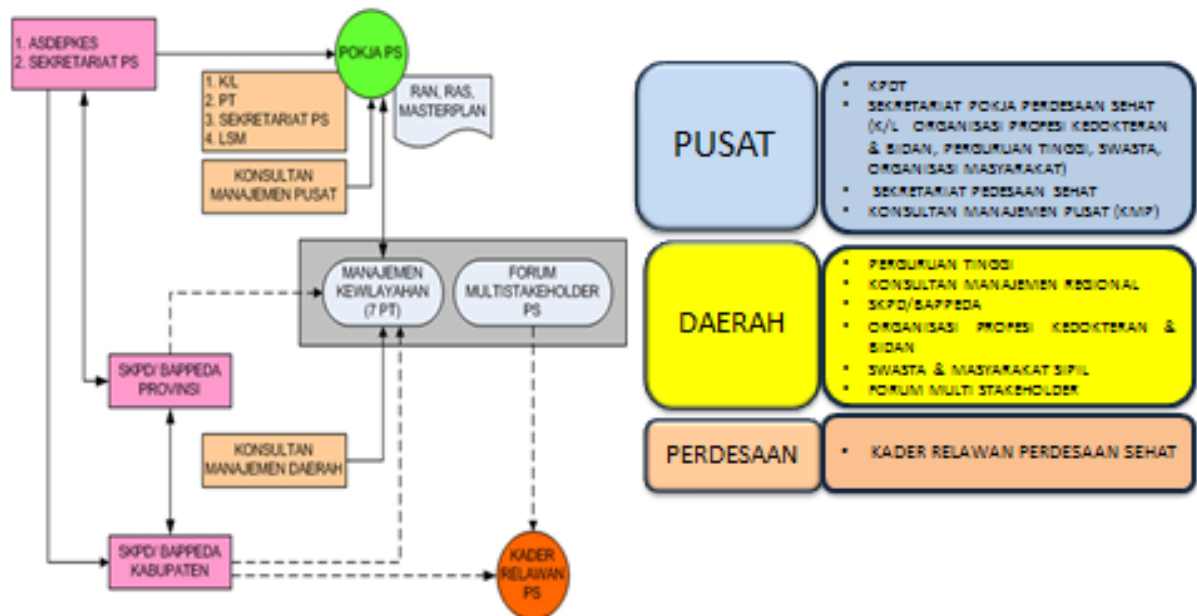 1. ASDEPKES
2. SEKRETARIAT PS
POKJA PS
1. K/L
2. PT
3. SEKRETARIAT PS
4. LSM
RAN, RAS,
MASTERPLAN
KONSULTAN
MANAJEMEN PUSAT
MANAJEMEN
KEWILAYAHAN
(7 PT)
FORUM
MULTISTAKEHOLDER
PS
SKPD/ BAPPEDA
PROVINSI
KONSULTAN
MANAJEMEN DAERAH
SKPD/ BAPPEDA
KABUPATEN
KADER
RELAWAN
PS
PUSAT
• KPDT
• SEKRETARIAT POKJA PERDESAAN SEHAT
(K/L ORGANISASI PROFESI KEDOKTERAN
& BIDAN, PERGURUAN TINGGI, SWASTA,
ORGANISASI MASYARAKAT)
• SEKRETARIAT PEDESAAN SEHAT
• KONSULTAN MANAJEMEN PUSAT (KMP)
DAERAH
• PERGURUAN TINGGI
• KONSULTAN MANAJEMEN REGIONAL
• SKPD/BAPPEDA
• ORGANISASI PROFESI KEDOKTERAN &
BIDAN
• SWASTA & MASYARAKAT SIPIL
• FORUM MULTI STAKEHOLDER
PERDESAAN
• KADER RELAWAN PERDESAAN SEHAT